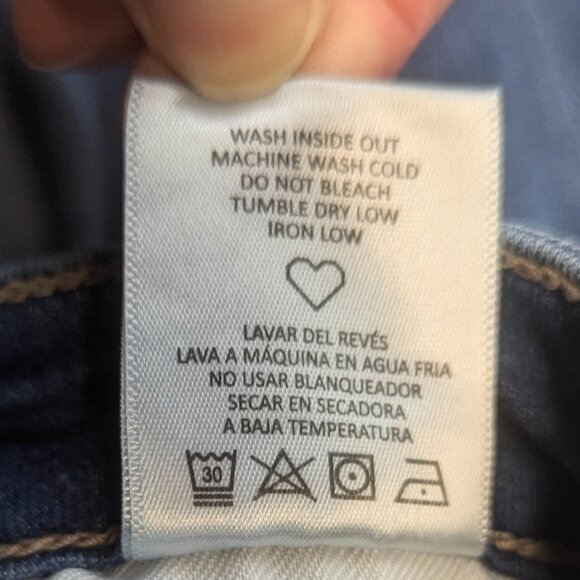 WASH INSIDE OUT
MACHINE WASH COLD
DO NOT BLEACH
TUMBLE DRY LOW
IRON LOW
LAVAR DEL REVÉS
LAVA A MÁQUINA EN AGUA FRIA
NO USAR BLANQUEADOR
SECAR EN SECADORA
A BAJA TEMPERATURA
30